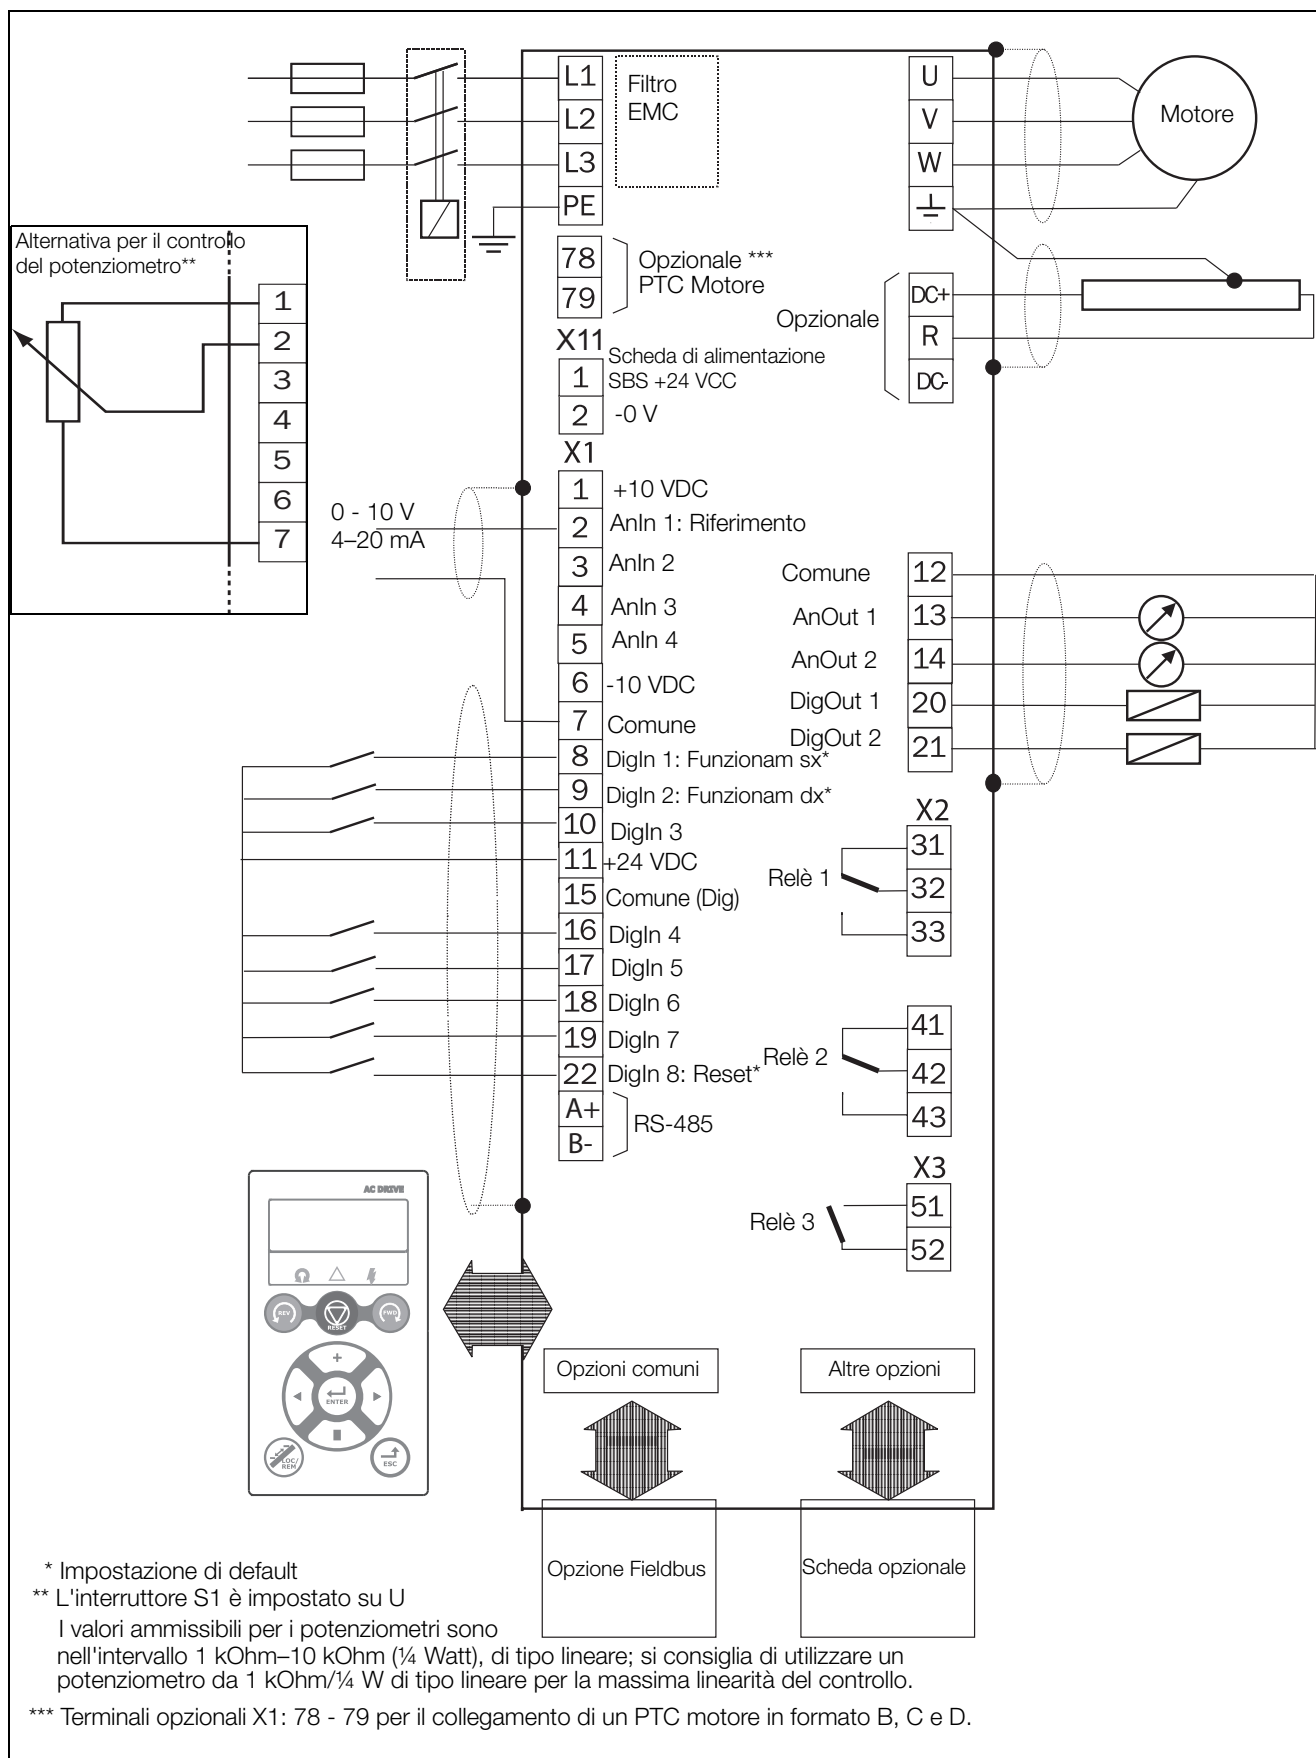 L1
L2
L3
PE
Filtro
EMC
U
V
W
Motore
Alternativa per il controllo
del potenziometro**
1
2
3
4
5
6
7
78
79
Opzionale ***
PTC Motore
Opzionale
DC+
R
DC-
X11
1
2
Scheda di alimentazione
SBS +24 VCC
-0 V
X1
0 - 10 V
4–20 mA
1 +10 VDC
2 AnIn 1: Riferimento
3 AnIn 2
4 AnIn 3
5 AnIn 4
6 -10 VDC
7 Comune
8 DigIn 1: Funzionam sx*
9 DigIn 2: Funzionam dx*
10 DigIn 3
11 +24 VDC
15 Comune (Dig)
16 DigIn 4
17 DigIn 5
18 DigIn 6
19 DigIn 7
22 DigIn 8: Reset*
A+
B-
RS-485
Comune 12
AnOut 1 13
AnOut 2 14
DigOut 1 20
DigOut 2 21
X2
31
Relè 1 32
33
41
Relè 2 42
43
X3
51
Relè 3
52
AC DRIVE
REV
RESET
FWD
+
ENTER
LOC/
REM
ESC
Opzioni comuni
Altre opzioni
Opzione Fieldbus
Scheda opzionale
* Impostazione di default
** L'interruttore S1 è impostato su U
I valori ammissibili per i potenziometri sono
nell'intervallo 1 kOhm–10 kOhm (¼ Watt), di tipo lineare; si consiglia di utilizzare un
potenziometro da 1 kOhm/¼ W di tipo lineare per la massima linearità del controllo.
*** Terminali opzionali X1: 78 - 79 per il collegamento di un PTC motore in formato B, C e D.